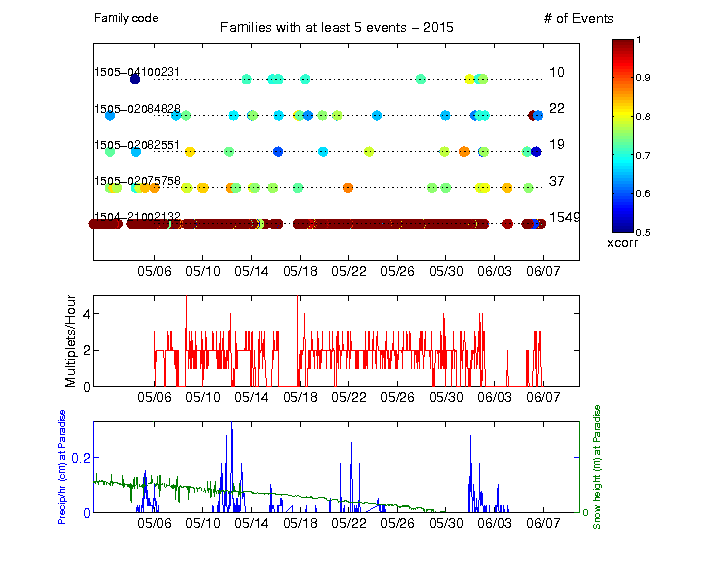 Family code
Families with at least 5 events − 2015
# of Events
1505−04100231
10
1505−02084828
22
1505−02082551
19
1505−02075758
37
1504−21002132
1549
05/06 05/10 05/14 05/18 05/22 05/26 05/30 06/03 06/07
1
0.9
0.8
0.7
0.6
0.5
xcorr
Multiplets/Hour
4
2
0
05/06 05/10 05/14 05/18 05/22 05/26 05/30 06/03 06/07
Precip/hr (cm) at Paradise
0.2
0
0
Snow height (m) at Paradise
05/06 05/10 05/14 05/18 05/22 05/26 05/30 06/03 06/07